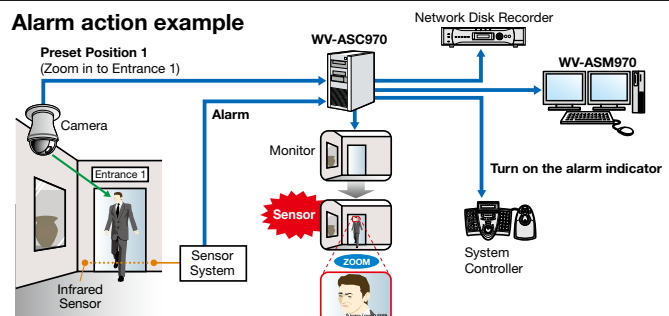 Alarm action example
Preset Position 1
(Zoom in to Entrance 1)
Camera
Entrance 1
Infrared
Sensor
Sensor
System
Alarm
WV-ASC970
Monitor
Sensor
ZOOM
Network Disk Recorder
WV-ASM970
Turn on the alarm indicator
System
Controller